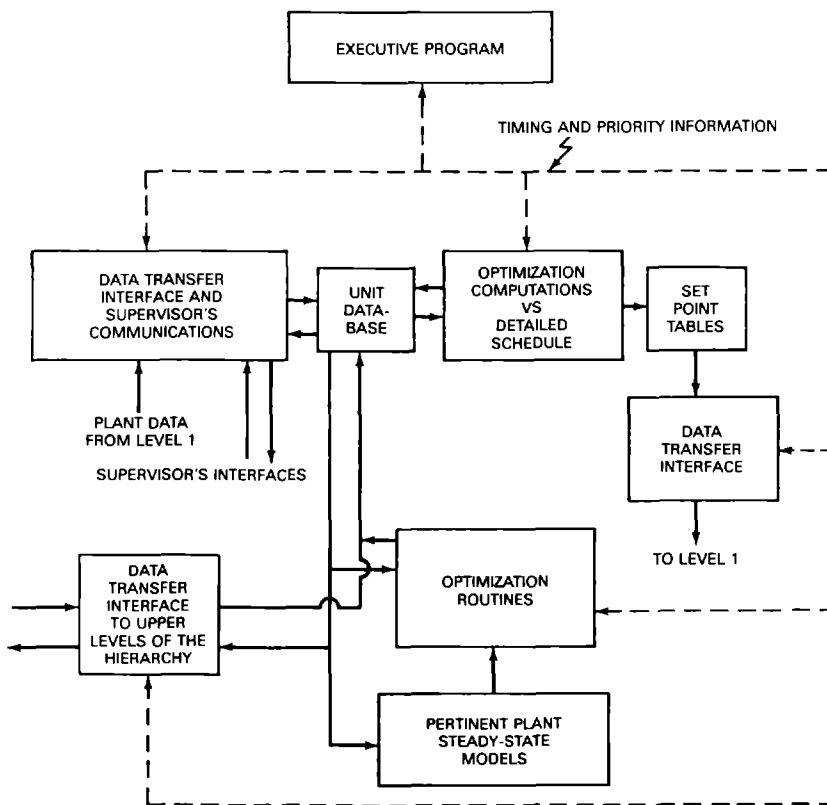 EXECUTIVE PROGRAM
TIMING AND PRIORITY INFORMATION
DATA TRANSFER
INTERFACE AND
SUPERVISOR'S
COMMUNICATIONS
UNIT
DATA-
BASE
OPTIMIZATION
COMPUTATIONS
VS
DETAILED
SCHEDULE
SET
POINT
TABLES
PLANT DATA
FROM LEVEL 1
SUPERVISOR'S INTERFACES
DATA
TRANSFER
INTERFACE
TO LEVEL 1
DATA
TRANSFER
INTERFACE
TO UPPER
LEVELS OF THE
HIERARCHY
OPTIMIZATION
ROUTINES
PERTINENT PLANT
STEADY-STATE
MODELS